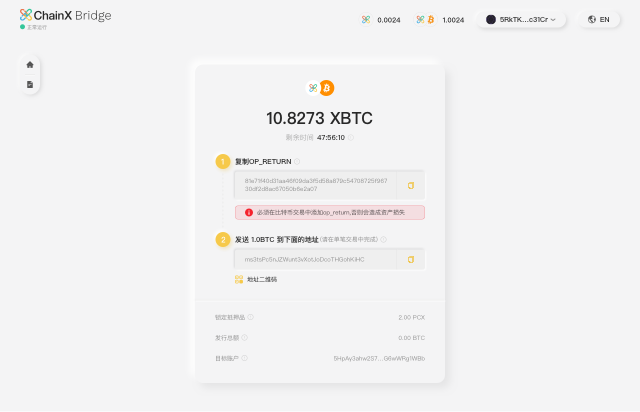 ChainX Bridge
正常运行
0.0024
1.0024
5RkTK...c31Cr
EN
10.8273 XBTC
剩余时间 47:56:10
1 复制OP_RETURN
必须在比特币交易中添加op_return,否则会造成资产损失
2 发送 1.0BTC 到下面的地址 (请在单笔交易中完成)
地址二维码
锁定抵押品
2.00 PCX
发行总额
0.00 BTC
目标账户